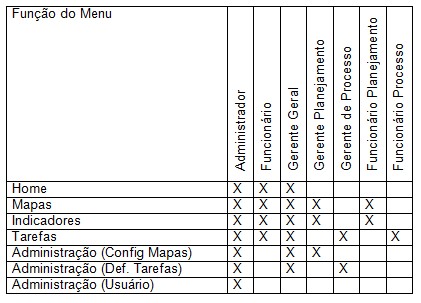 Função do Menu
Administrador
Funcionário
Gerente Geral
Gerente Planejamento
Gerente de Processo
Funcionário Planejamento
Funcionário Processo
Home X X X
Mapas X X X X X
Indicadores X X X X X
Tarefas X X X X X
Administração (Config Mapas) X X X
Administração (Def. Tarefas) X X X
Administração (Usuário) X